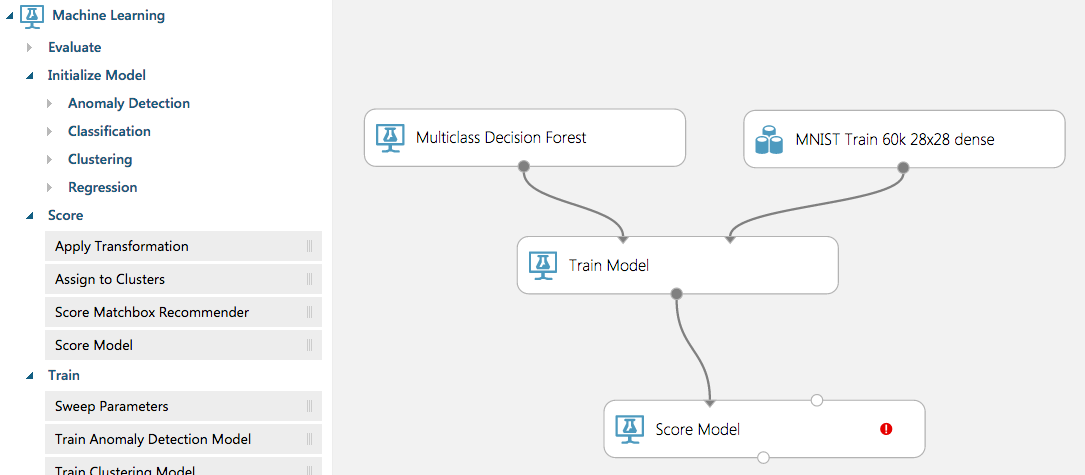 Machine Learning
Evaluate
Initialize Model
Anomaly Detection
Classification
Clustering
Regression
Score
Apply Transformation
Assign to Clusters
Score Matchbox Recommender
Score Model
Train
Sweep Parameters
Train Anomaly Detection Model
Train Clustering Model
Multiclass Decision Forest
MNIST Train 60k 28x28 dense
Train Model
Score Model